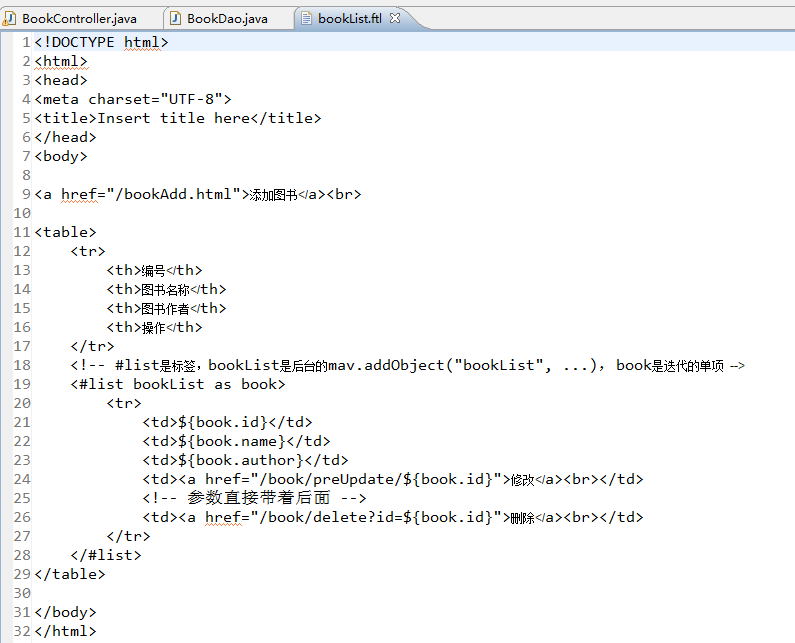 BookController.java BookDao.java bookList.ftl
1 <!DOCTYPE html>
2 <html>
3 <head>
4 <meta charset="UTF-8">
5 <title>Insert title here</title>
6 </head>
7 <body>
8
9 <a href="/bookAdd.html">添加图书</a><br>
10
11 <table>
12     <tr>
13         <th>编号</th>
14         <th>图书名称</th>
15         <th>图书作者</th>
16         <th>操作</th>
17     </tr>
18     <!-- #list是标签，bookList是后台的mav.addObject("bookList", ...)，book是迭代的单项 -->
19     <#list bookList as book>
20         <tr>
21             <td>${book.id}</td>
22             <td>${book.name}</td>
23             <td>${book.author}</td>
24             <td><a href="/book/preUpdate/${book.id}">修改</a><br></td>
25             <!-- 参数直接带着后面 -->
26             <td><a href="/book/delete?id=${book.id}">删除</a><br></td>
27         </tr>
28     </#list>
29 </table>
30
31 </body>
32 </html>